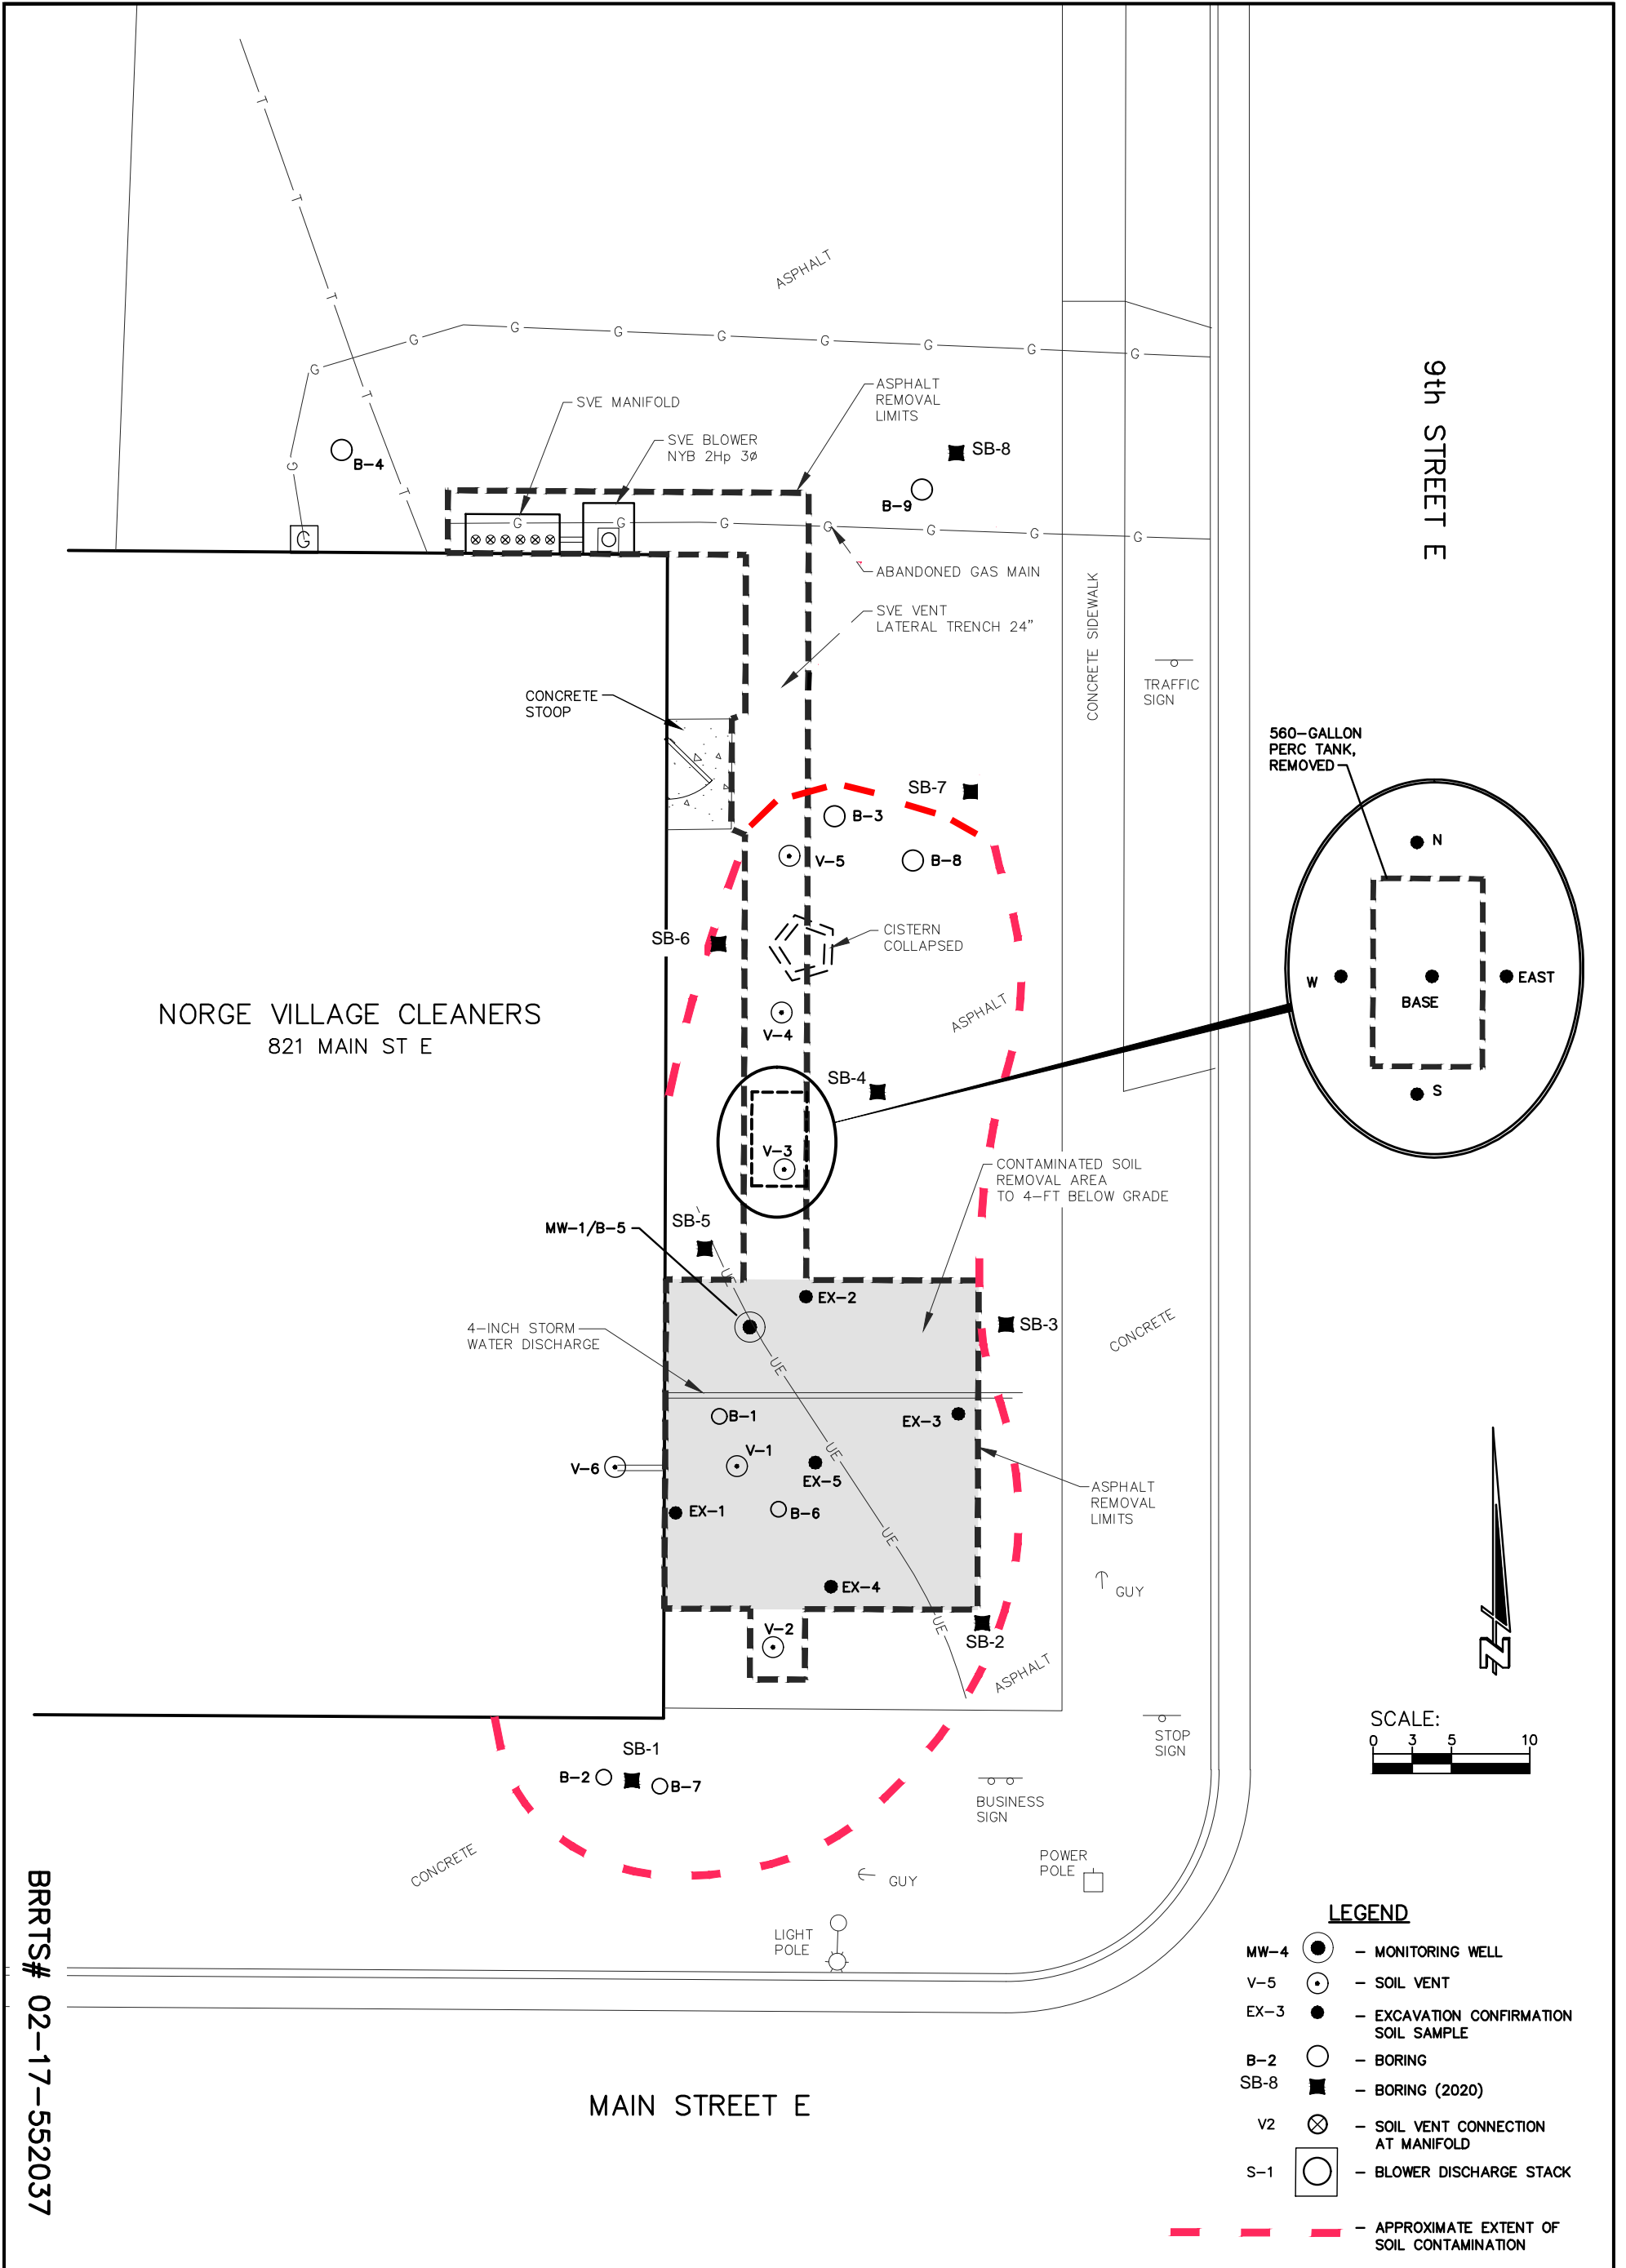 ASPHALT
T
T
T
T
T
G
G
G
G
G
G
G
G
G
G
9th STREET E
ASPHALT
REMOVAL
LIMITS
SVE MANIFOLD
SVE BLOWER
NYB 2Hp 3ø
SB-8
B-4
B-9
G
G
G
G
G
G
G
G
ABANDONED GAS MAIN
SVE VENT
LATERAL TRENCH 24”
CONCRETE SIDEWALK
TRAFFIC
SIGN
CONCRETE
STOOP
560-GALLON
PERC TANK,
REMOVED
SB-7
B-3
V-5
B-8
N
W
BASE
EAST
S
SB-6
CISTERN
COLLAPSED
ASPHALT
NORGE VILLAGE CLEANERS
821 MAIN ST E
V-4
SB-4
V-3
CONTAMINATED SOIL
REMOVAL AREA
TO 4-FT BELOW GRADE
SB-5
MW-1/B-5
UE
EX-2
SB-3
4-INCH STORM
WATER DISCHARGE
CONCRETE
UE
B-1
EX-3
V-1
UE
V-6
EX-5
ASPHALT
REMOVAL
LIMITS
EX-1
B-6
UE
EX-4
GUY
UE
V-2
SB-2
ASPHALT
N
SCALE:
0 3 5 10
STOP
SIGN
SB-1
B-2
B-7
BUSINESS
SIGN
CONCRETE
POWER
POLE
GUY
LIGHT
POLE
MAIN STREET E
BRRTS# 02-17-552037
LEGEND
MW-4 - MONITORING WELL
V-5 - SOIL VENT
EX-3 - EXCAVATION CONFIRMATION
SOIL SAMPLE
B-2 - BORING
SB-8 - BORING (2020)
V2 - SOIL VENT CONNECTION
AT MANIFOLD
S-1 - BLOWER DISCHARGE STACK
- APPROXIMATE EXTENT OF
SOIL CONTAMINATION